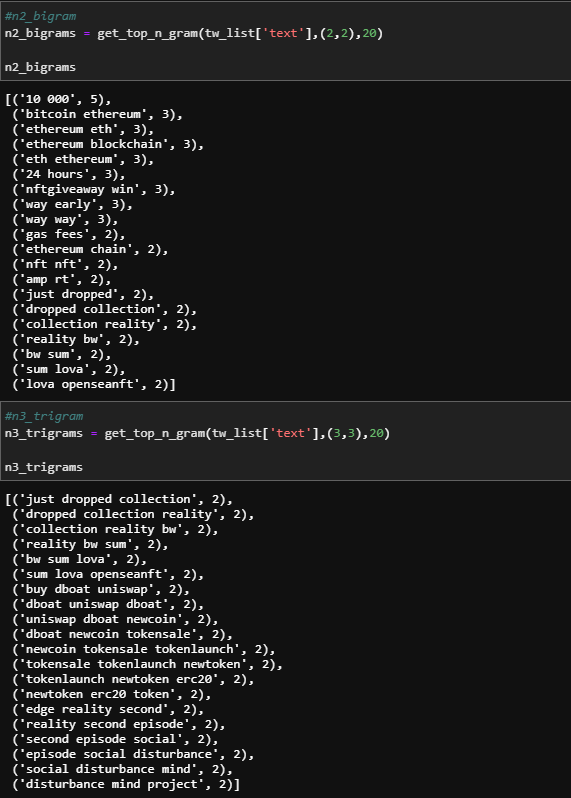 #n2_bigram
n2_bigrams = get_top_n_gram(tw_list['text'],(2,2),20)
n2_bigrams
[('10 000', 5),
('bitcoin ethereum', 3),
('ethereum eth', 3),
('ethereum blockchain', 3),
('eth ethereum', 3),
('24 hours', 3),
('nftgiveaway win', 3),
('way early', 3),
('way way', 3),
('gas fees', 2),
('ethereum chain', 2),
('nft nft', 2),
('amp rt', 2),
('just dropped', 2),
('dropped collection', 2),
('collection reality', 2),
('reality bw', 2),
('bw sum', 2),
('sum lova', 2),
('lova openseanft', 2)]
#n3_trigram
n3_trigrams = get_top_n_gram(tw_list['text'],(3,3),20)
n3_trigrams
[('just dropped collection', 2),
('dropped collection reality', 2),
('collection reality bw', 2),
('reality bw sum', 2),
('bw sum lova', 2),
('sum lova openseanft', 2),
('buy dboat uniswap', 2),
('dboat uniswap dboat', 2),
('uniswap dboat newcoin', 2),
('dboat newcoin tokensale', 2),
('newcoin tokensale tokenlaunch', 2),
('tokensale tokenlaunch newtoken', 2),
('tokenlaunch newtoken erc20', 2),
('newtoken erc20 token', 2),
('edge reality second', 2),
('reality second episode', 2),
('second episode social', 2),
('episode social disturbance', 2),
('social disturbance mind', 2),
('disturbance mind project', 2)]